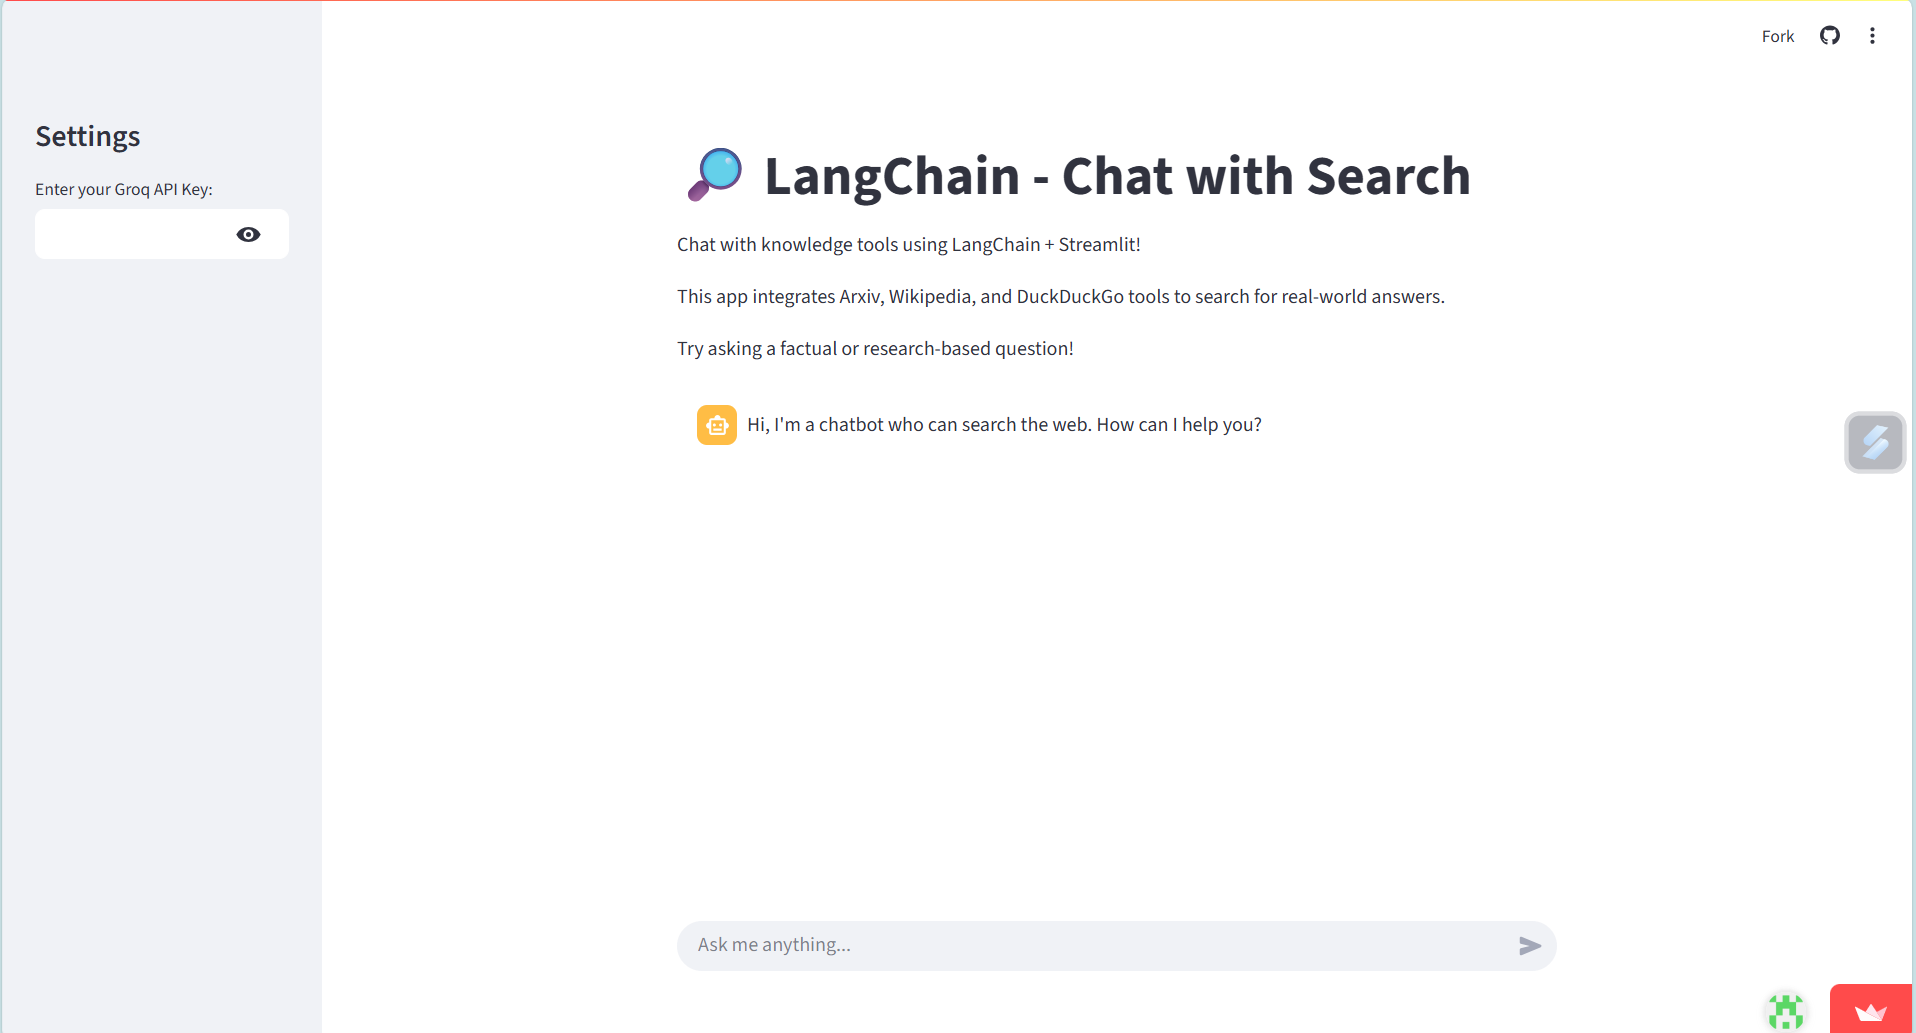 Fork
Settings
Enter your Groq API Key:
LangChain - Chat with Search
Chat with knowledge tools using LangChain + Streamlit!
This app integrates Arxiv, Wikipedia, and DuckDuckGo tools to search for real-world answers.
Try asking a factual or research-based question!
Hi, I'm a chatbot who can search the web. How can I help you?
Ask me anything...